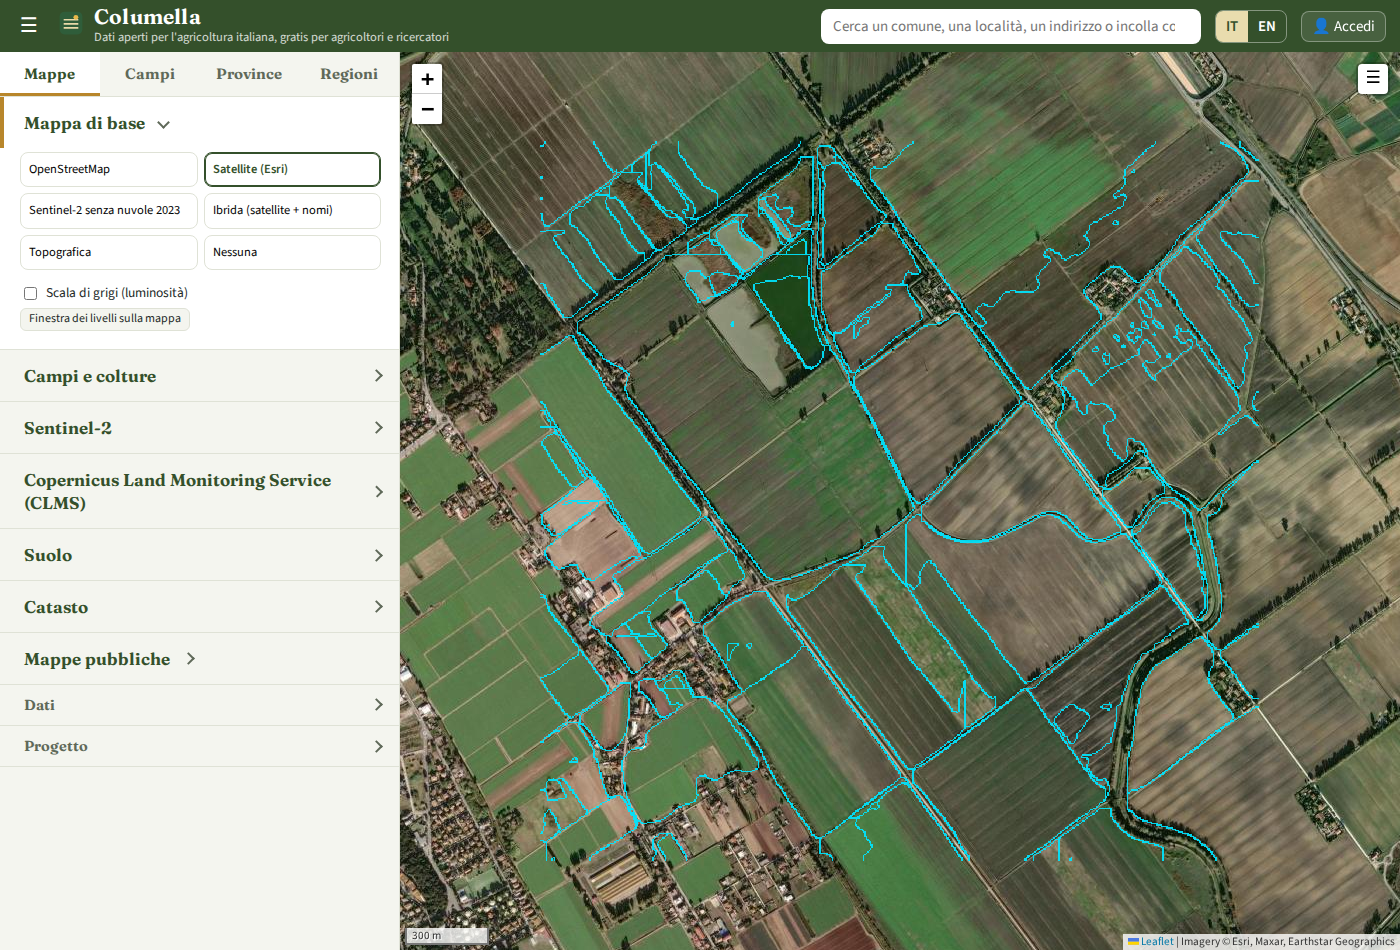 ☰
Columella
Dati aperti per l'agricoltura italiana, gratis per agricoltori e ricercatori
Cerca un comune, una località, un indirizzo o incolla cc
IT EN
Accedi
Mappe Campi Province Regioni
Mappa di base
OpenStreetMap
Satellite (Esri)
Sentinel-2 senza nuvole 2023
Ibrida (satellite + nomi)
Topografica
Nessuna
Scala di grigi (luminosità)
Finestra dei livelli sulla mappa
Campi e colture
Sentinel-2
Copernicus Land Monitoring Service
(CLMS)
Suolo
Catasto
Mappe pubbliche
Dati
Progetto
+
−
☰
300 m
Leaflet | Imagery © Esri, Maxar, Earthstar Geographics